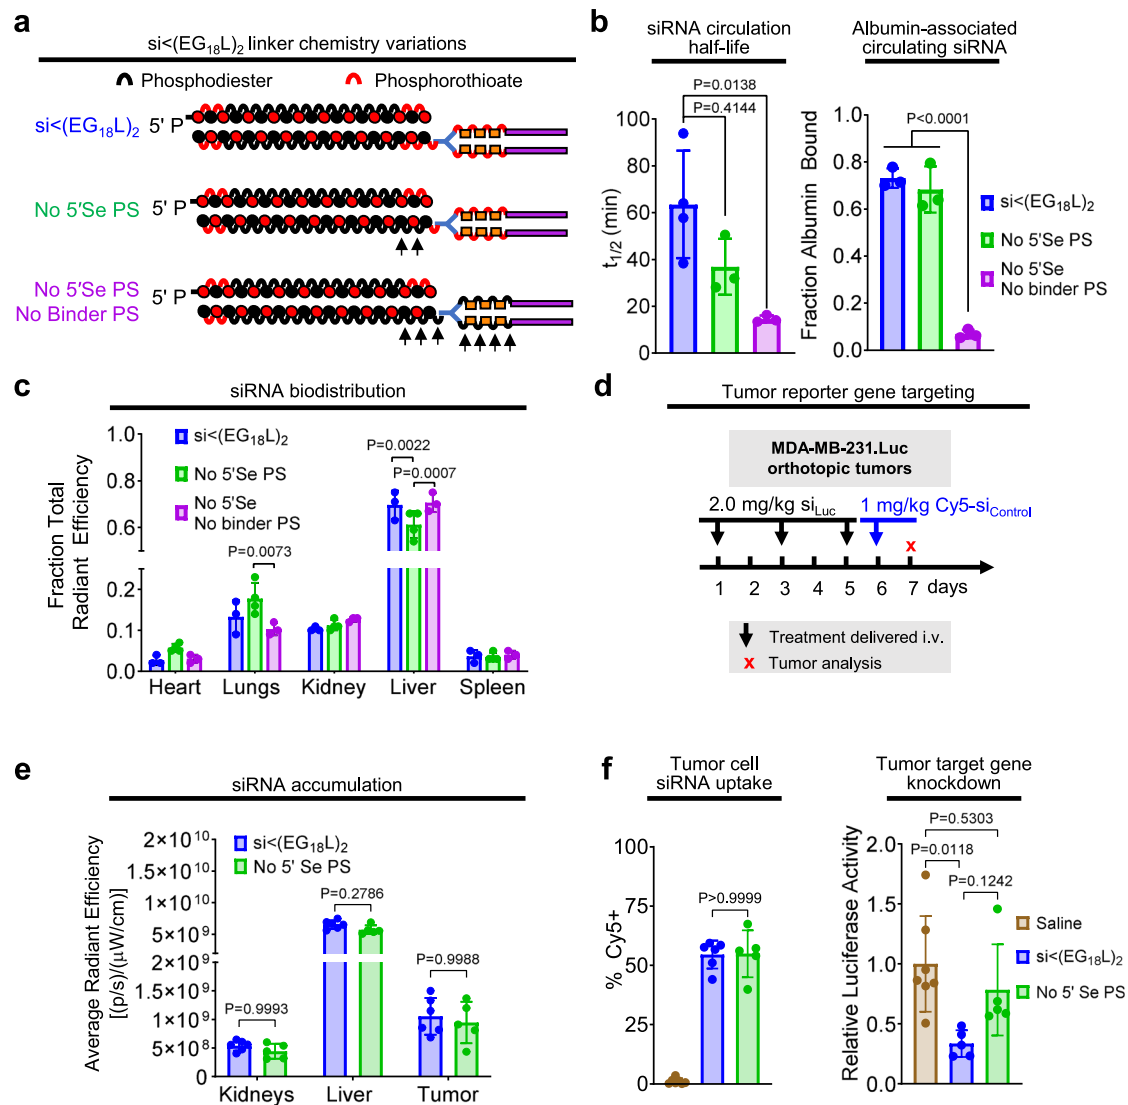 a
si<(EG18L)2 linker chemistry variations
Phosphodiester
Phosphorothioate
si<(EG18L)2
5' P
No 5'Se PS
5' P
No 5'Se PS
No Binder PS
5' P
b
siRNA circulation
half-life
P=0.0138
P=0.4144
t1/2 (min)
100
80
60
40
20
0
Albumin-associated
circulating siRNA
P<0.0001
Fraction Albumin Bound
1.0
0.8
0.6
0.4
0.2
0.0
si<(EG18L)2
No 5'Se PS
No 5'Se
No binder PS
c
siRNA biodistribution
Fraction Total
Radiant Efficiency
1.0
0.8
0.6
0.2
0.1
0.0
si<(EG18L)2
No 5'Se PS
No 5'Se
No binder PS
P=0.0073
P=0.0022
P=0.0007
Heart Lungs Kidney Liver Spleen
d
Tumor reporter gene targeting
MDA-MB-231.Luc
orthotopic tumors
2.0 mg/kg siLuc
1 mg/kg Cy5-siControl
x
1 2 3 4 5 6 7 days
Treatment delivered i.v.
x Tumor analysis
e
siRNA accumulation
Average Radiant Efficiency
[(p/s)/(μW/cm)]
2×10^10
2×10^10
1×10^10
5×10^9
2×10^9
1×10^9
5×10^8
0
si<(EG18L)2
No 5' Se PS
P=0.9993
P=0.2786
P=0.9988
Kidneys Liver Tumor
f
Tumor cell
siRNA uptake
% Cy5+
100
75
50
25
0
P>0.9999
Tumor target gene
knockdown
P=0.5303
P=0.0118
P=0.1242
Relative Luciferase Activity
2.0
1.5
1.0
0.5
0.0
Saline
si<(EG18L)2
No 5' Se PS